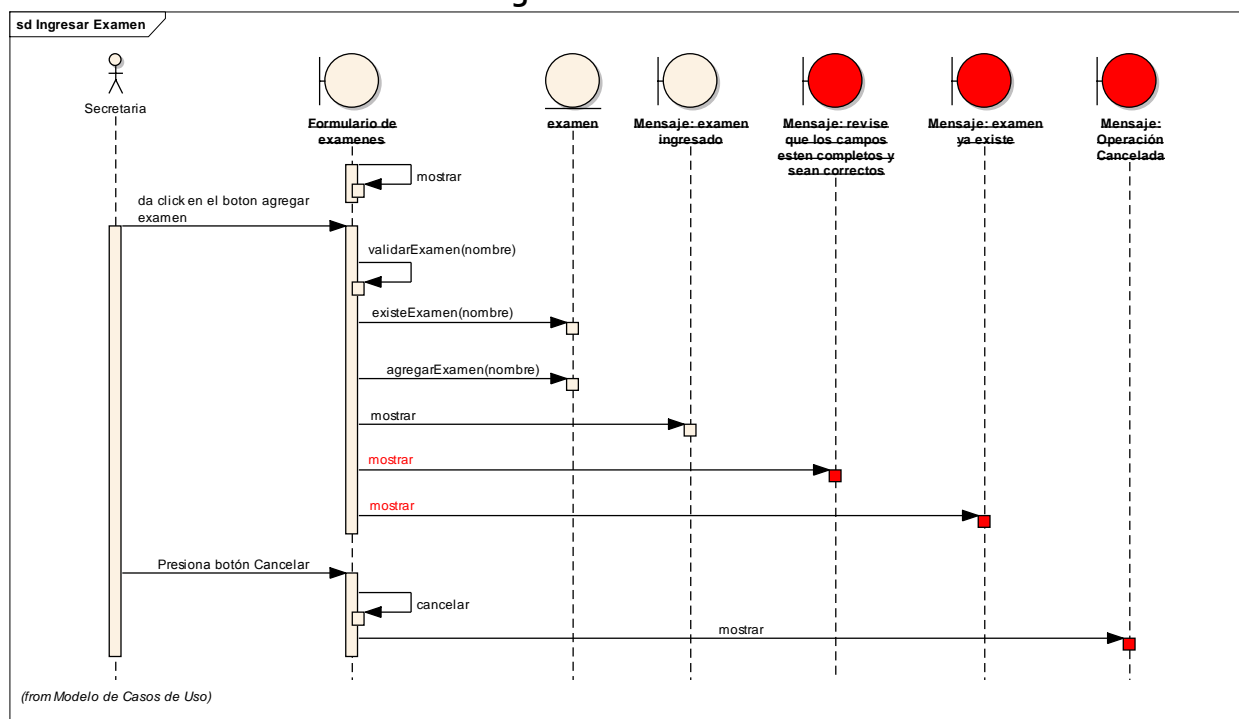 sd Ingresar Examen
Secretaria
Formulario de
examenes
examen
Mensaje: examen
ingresado
Mensaje: revise
que los campos
esten completos y
sean correctos
Mensaje: examen
ya existe
Mensaje:
Operación
Cancelada
mostrar
da click en el boton agregar
examen
validarExamen(nombre)
existeExamen(nombre)
agregarExamen(nombre)
mostrar
mostrar
mostrar
Presiona botón Cancelar
cancelar
mostrar
(from Modelo de Casos de Uso)